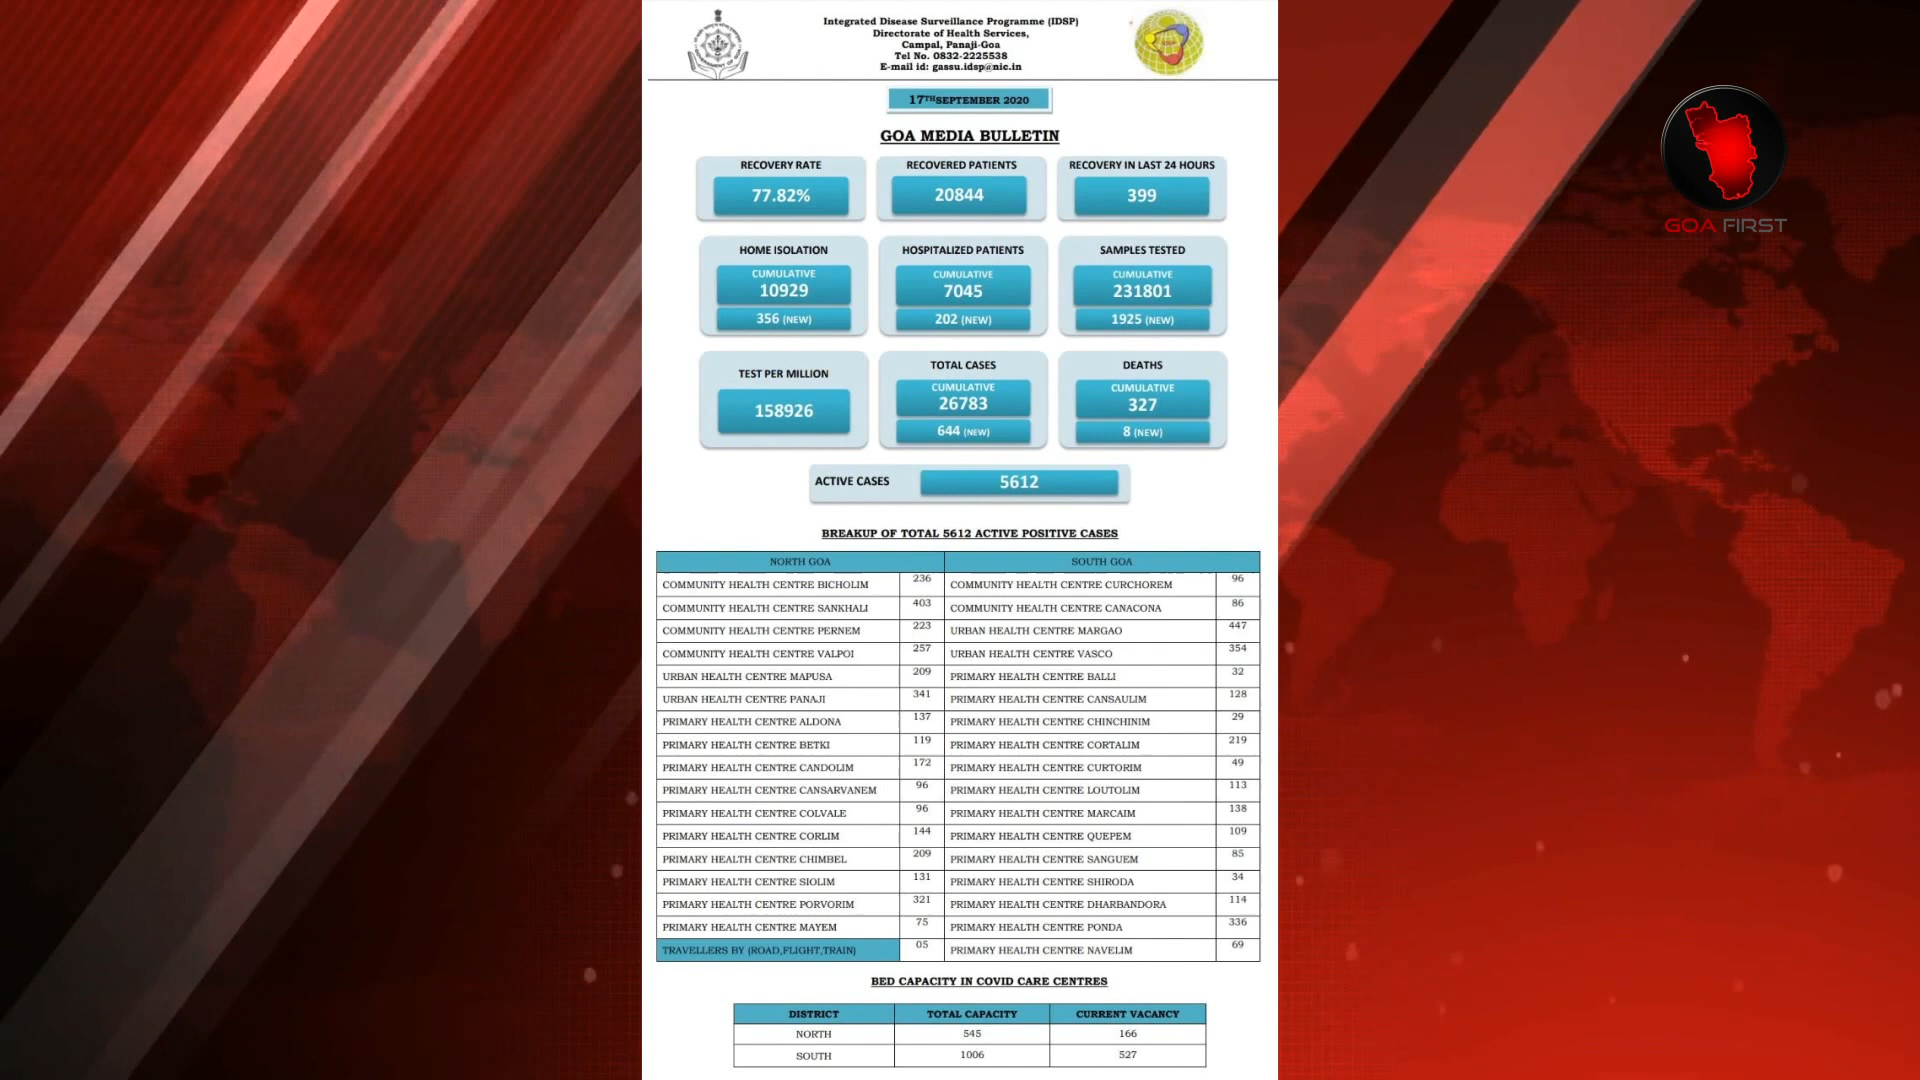 Integrated Disease Surveillance Programme (IDSP)
Directorate of Health Services,
Campal, Panaji-Goa
Tel No. 0832-2225538
E-mail id: gassu.idsp@nic.in
17THSEPTEMBER 2020
GOA MEDIA BULLETIN
RECOVERY RATE
77.82%
RECOVERED PATIENTS
20844
RECOVERY IN LAST 24 HOURS
399
HOME ISOLATION
CUMULATIVE
10929
356 (NEW)
HOSPITALIZED PATIENTS
CUMULATIVE
7045
202 (NEW)
SAMPLES TESTED
CUMULATIVE
231801
1925 (NEW)
TEST PER MILLION
158926
TOTAL CASES
CUMULATIVE
26783
644 (NEW)
DEATHS
CUMULATIVE
327
8 (NEW)
ACTIVE CASES 5612
BREAKUP OF TOTAL 5612 ACTIVE POSITIVE CASES
NORTH GOA SOUTH GOA
COMMUNITY HEALTH CENTRE BICHOLIM 236 COMMUNITY HEALTH CENTRE CURCHOREM 96
COMMUNITY HEALTH CENTRE SANKHALI 403 COMMUNITY HEALTH CENTRE CANACONA 86
COMMUNITY HEALTH CENTRE PERNEM 223 URBAN HEALTH CENTRE MARGAO 447
COMMUNITY HEALTH CENTRE VALPOI 257 URBAN HEALTH CENTRE VASCO 354
URBAN HEALTH CENTRE MAPUSA 209 PRIMARY HEALTH CENTRE BALLI 32
URBAN HEALTH CENTRE PANAJI 341 PRIMARY HEALTH CENTRE CANSAULIM 128
PRIMARY HEALTH CENTRE ALDONA 137 PRIMARY HEALTH CENTRE CHINCHINIM 29
PRIMARY HEALTH CENTRE BETKI 119 PRIMARY HEALTH CENTRE CORTALIM 219
PRIMARY HEALTH CENTRE CANDOLIM 172 PRIMARY HEALTH CENTRE CURTORIM 49
PRIMARY HEALTH CENTRE CANSARVANEM 96 PRIMARY HEALTH CENTRE LOUTOLIM 113
PRIMARY HEALTH CENTRE COLVALE 96 PRIMARY HEALTH CENTRE MARCAIM 138
PRIMARY HEALTH CENTRE CORLIM 144 PRIMARY HEALTH CENTRE QUEPEM 109
PRIMARY HEALTH CENTRE CHIMBEL 209 PRIMARY HEALTH CENTRE SANGUEM 85
PRIMARY HEALTH CENTRE SIOLIM 131 PRIMARY HEALTH CENTRE SHIRODA 34
PRIMARY HEALTH CENTRE PORVORIM 321 PRIMARY HEALTH CENTRE DHARBANDORA 114
PRIMARY HEALTH CENTRE MAYEM 75 PRIMARY HEALTH CENTRE PONDA 336
TRAVELLERS BY (ROAD,FLIGHT,TRAIN) 05 PRIMARY HEALTH CENTRE NAVELIM 69
BED CAPACITY IN COVID CARE CENTRES
DISTRICT TOTAL CAPACITY CURRENT VACANCY
NORTH 545 166
SOUTH 1006 527
GOA FIRST